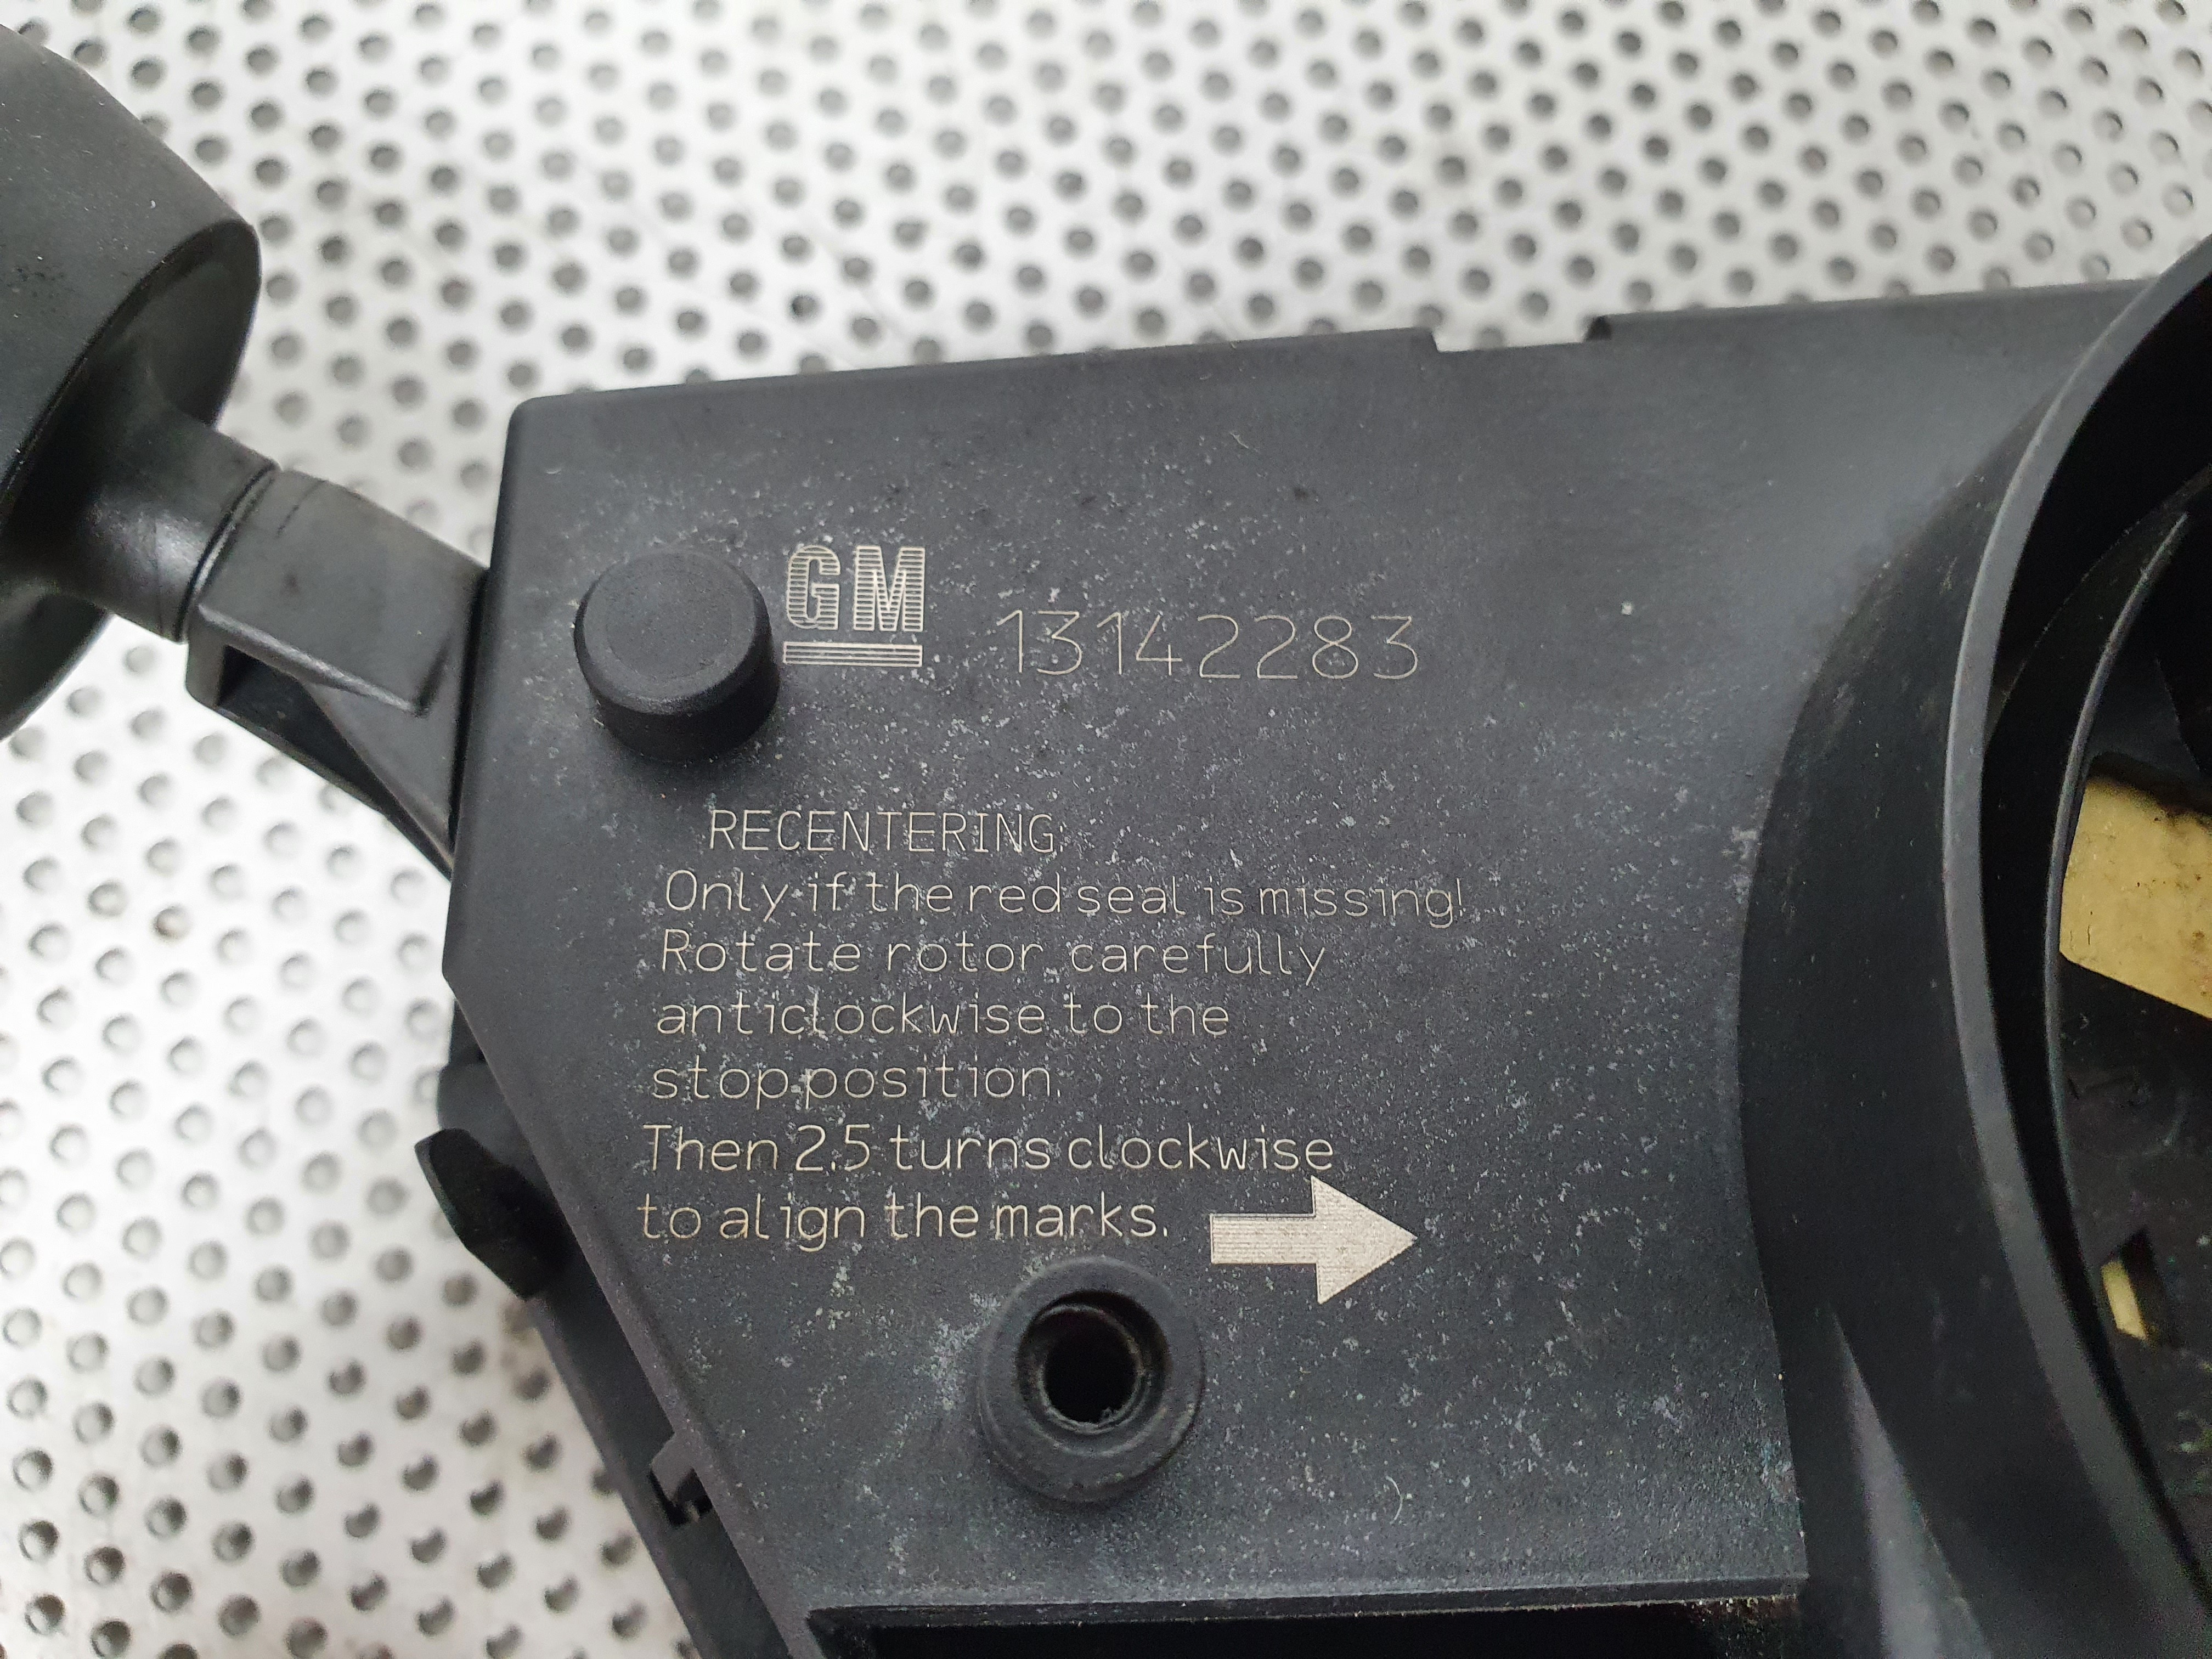 GM 13142283
RECENTERING:
Only if the red seal is missing!
Rotate rotor carefully
anticlockwise to the
stop position.
Then 2.5 turns clockwise
to align the marks.